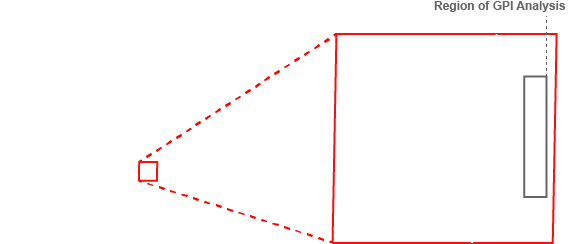 Region of GPI Analysis